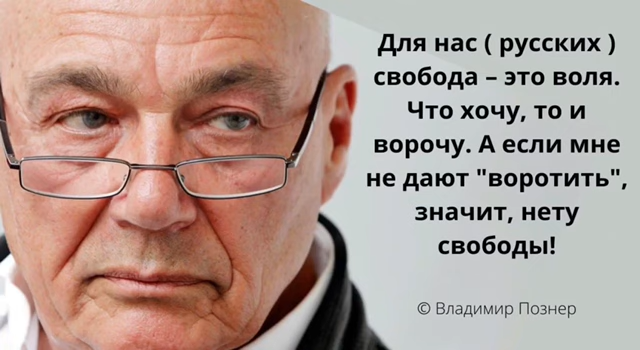 Для нас ( русских )
свобода – это воля.
Что хочу, то и
ворочу. А если мне
не дают "воротить",
значит, нету
свободы!
© Владимир Познер